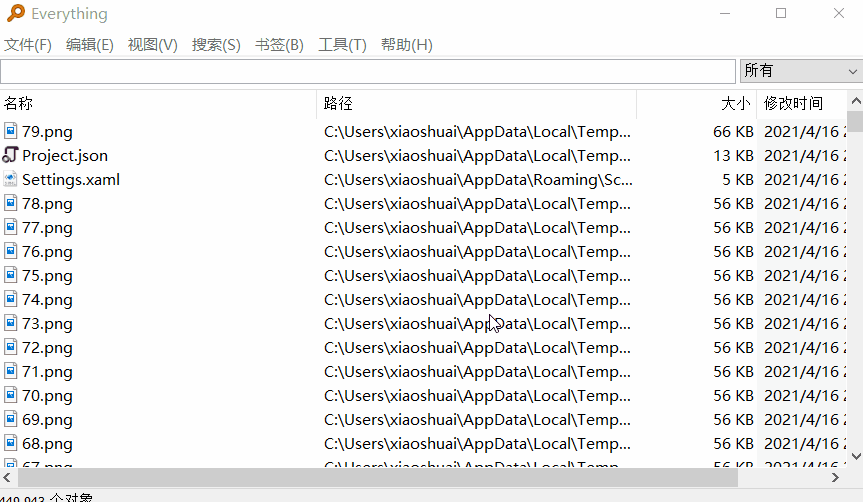 Everything
文件(F) 编辑(E) 视图(V) 搜索(S) 书签(B) 工具(T) 帮助(H)
所有
名称 路径 大小 修改时间
79.png C:\Users\xiaoshuai\AppData\Local\Temp... 66 KB 2021/4/16 2
Project.json C:\Users\xiaoshuai\AppData\Local\Temp... 13 KB 2021/4/16 2
Settings.xaml C:\Users\xiaoshuai\AppData\Roaming\Sc... 5 KB 2021/4/16 2
78.png C:\Users\xiaoshuai\AppData\Local\Temp... 56 KB 2021/4/16 2
77.png C:\Users\xiaoshuai\AppData\Local\Temp... 56 KB 2021/4/16 2
76.png C:\Users\xiaoshuai\AppData\Local\Temp... 56 KB 2021/4/16 2
75.png C:\Users\xiaoshuai\AppData\Local\Temp... 56 KB 2021/4/16 2
74.png C:\Users\xiaoshuai\AppData\Local\Temp... 56 KB 2021/4/16 2
73.png C:\Users\xiaoshuai\AppData\Local\Temp... 56 KB 2021/4/16 2
72.png C:\Users\xiaoshuai\AppData\Local\Temp... 56 KB 2021/4/16 2
71.png C:\Users\xiaoshuai\AppData\Local\Temp... 56 KB 2021/4/16 2
70.png C:\Users\xiaoshuai\AppData\Local\Temp... 56 KB 2021/4/16 2
69.png C:\Users\xiaoshuai\AppData\Local\Temp... 56 KB 2021/4/16 2
68.png C:\Users\xiaoshuai\AppData\Local\Temp... 56 KB 2021/4/16 2
67.png C:\Users\xiaoshuai\AppData\Local\Temp... 56 KB 2021/4/16 2
449,943 个对象